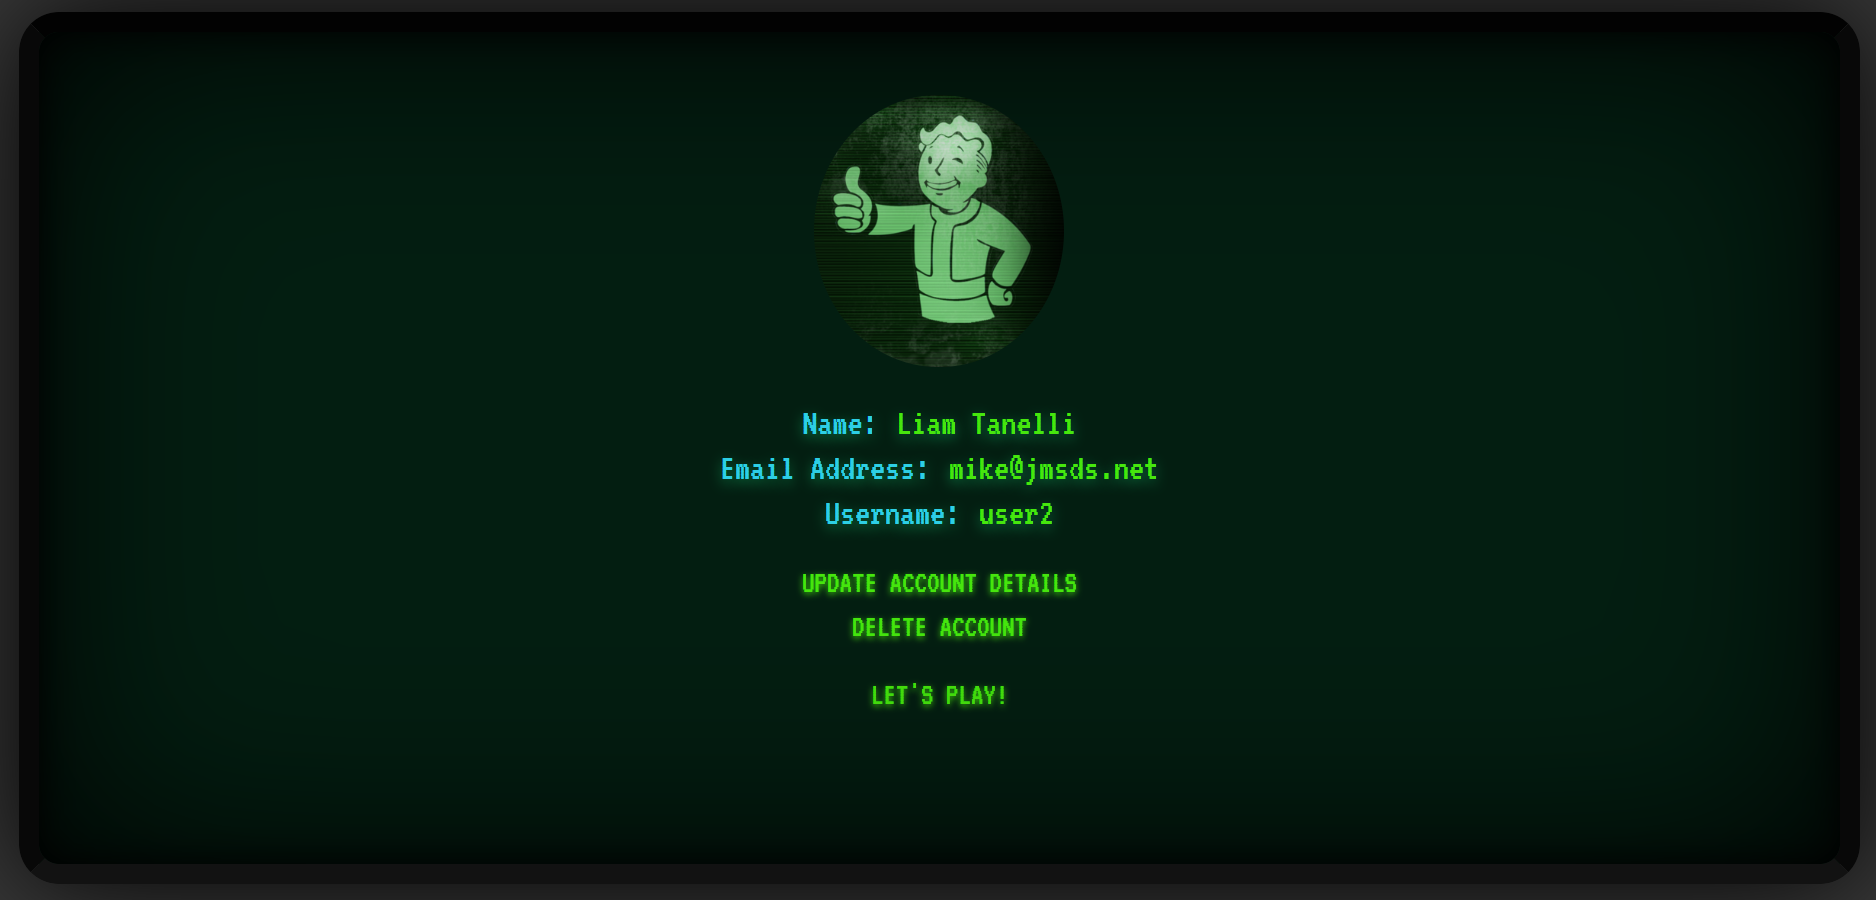 Name: Liam Tanelli
Email Address: mike@jmsds.net
Username: user2
UPDATE ACCOUNT DETAILS
DELETE ACCOUNT
LET'S PLAY!